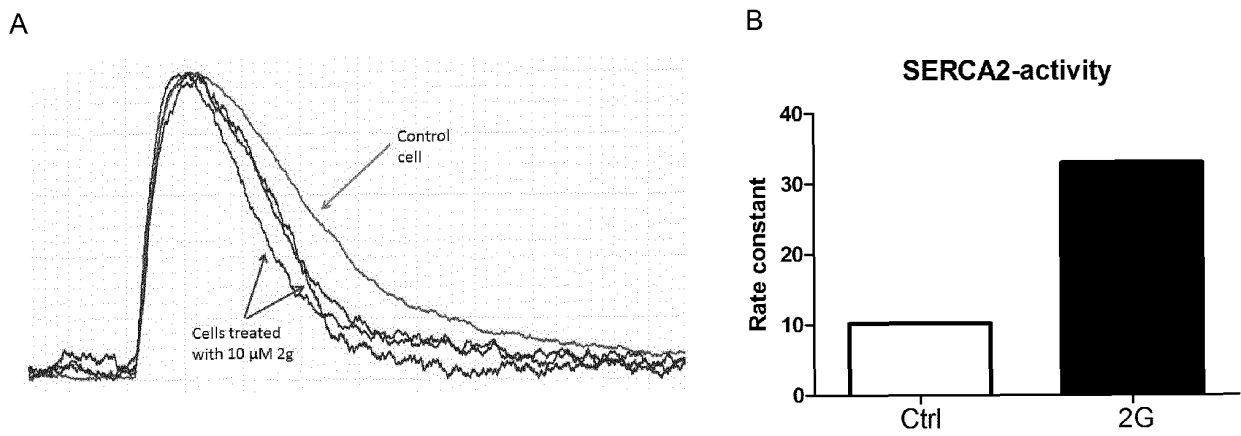 A
Control
cell
Cells treated
with 10 µM 2g
B
SERCA2-activity
Rate constant
40
30
20
10
0
Ctrl
2G